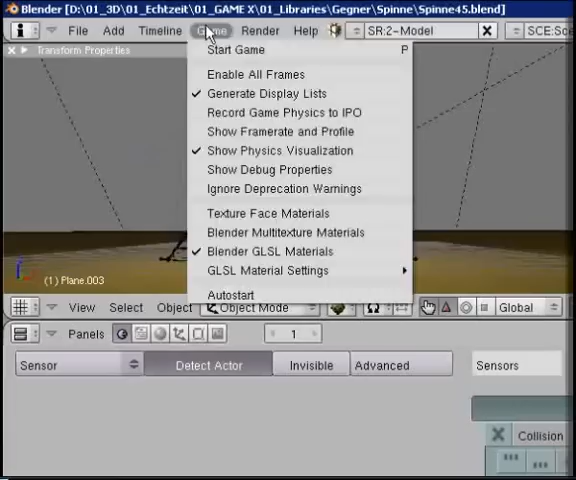 Blender [D:\01_3D\01_Echtzeit\01_GAME X\01_Libraries\Gegner\Spinne\Spinne45.blend]
File Add Timeline Game Render Help SR:2-Model SCE:Sce
Transform Properties
Start Game P
Enable All Frames
Generate Display Lists
Record Game Physics to IPO
Show Framerate and Profile
Show Physics Visualization
Show Debug Properties
Ignore Deprecation Warnings
Texture Face Materials
Blender Multitexture Materials
Blender GLSL Materials
GLSL Material Settings
Autostart
(1) Plane.003
View Select Object Object Mode Global
Panels 1
Sensor Detect Actor Invisible Advanced Sensors
Collision